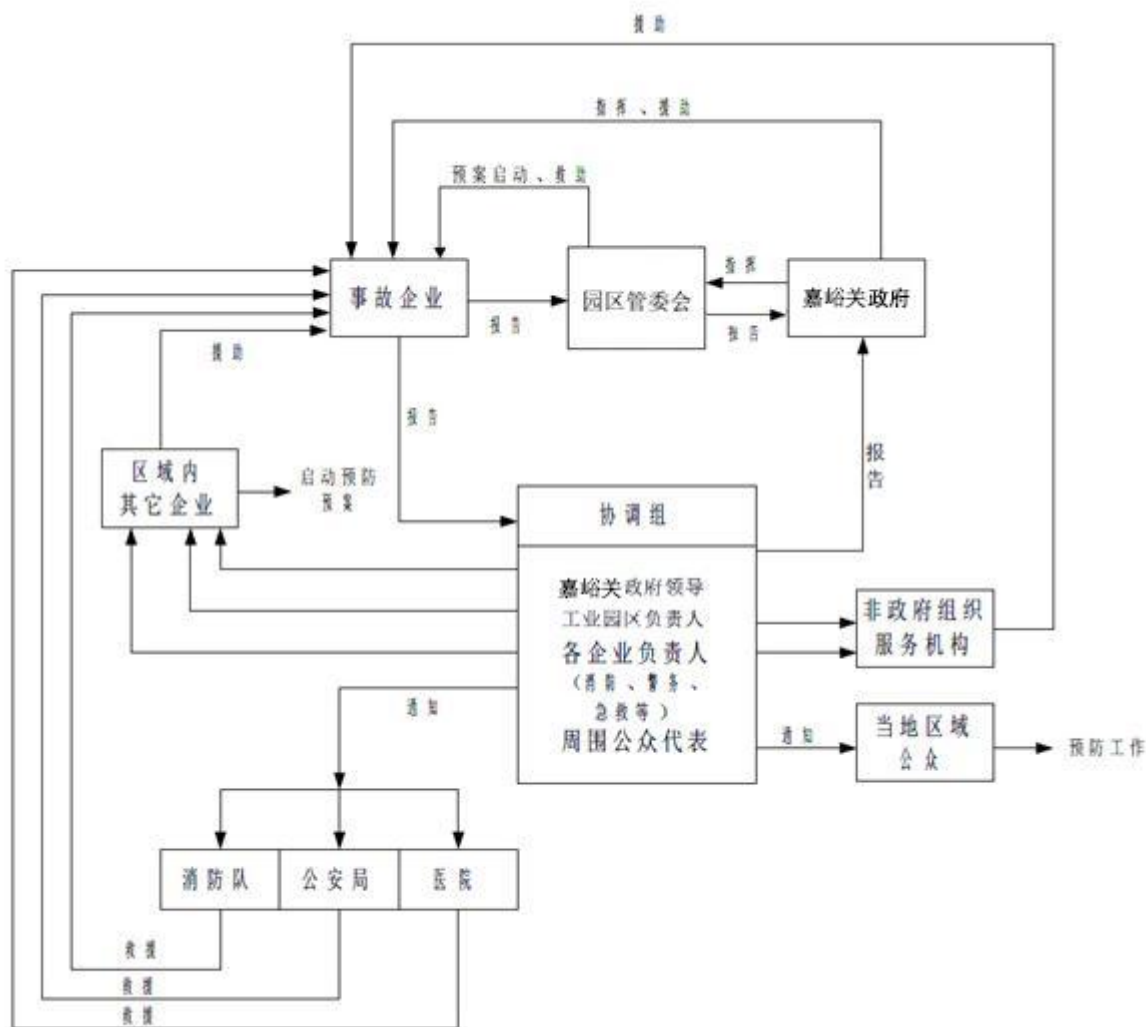 援助
指挥、援助
预案启动、救助
事故企业
报告
园区管委会
指挥
报告
嘉峪关政府
援助
报告
报告
区域内
其它企业
启动预防
预案
协调组
嘉峪关政府领导
工业园区负责人
各企业负责人
（消防、警务、
急救等）
周围公众代表
非政府组织
服务机构
通知
通知
当地区域
公众
预防工作
消防队
公安局
医院
救援
救援
救援